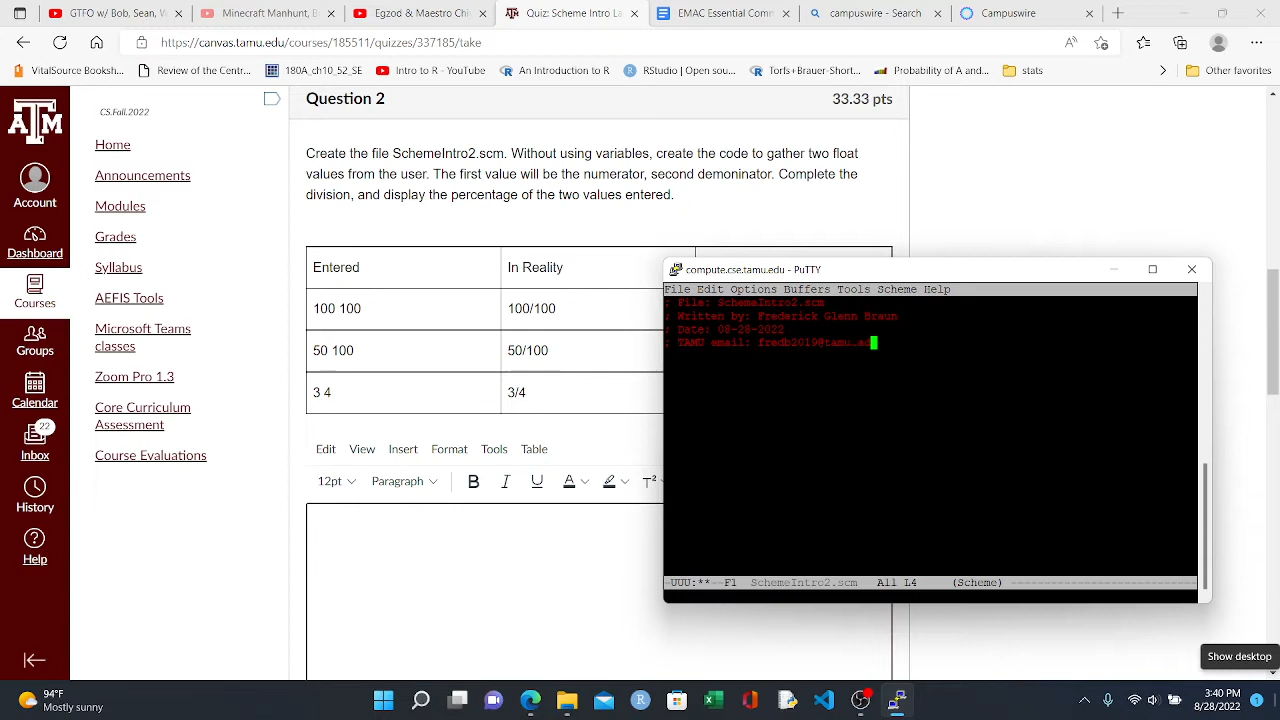 GTFO w/ Bob, Sean, W
Minecraft Manhunt, B
Egzeo & Maestro Chi
Quiz: Scheme Intro La
EMAC Essential Comm
campuswire - Search
Campuswire
https://canvas.tamu.edu/courses/185511/quizzes/337185/take
VitalSource Booksh...
Review of the Centr...
180A_ch10_52_SE
Intro to R - YouTube
An Introduction to R
RStudio | Open sou...
Torfs+Brauer-Short...
Probability of A and...
stats
Other favorites
ATM
Account
Dashboard
Courses
Groups
Calendar
22
Inbox
History
Help
CS.Fall.2022
Home
Announcements
Modules
Grades
Syllabus
AEFIS Tools
Microsoft Teams
classes
Zoom Pro 1.3
Core Curriculum
Assessment
Course Evaluations
Question 2
33.33 pts
Create the file SchemeIntro2.scm. Without using variables, create the code to gather two float
values from the user. The first value will be the numerator, second demoninator. Complete the
division, and display the percentage of the two values entered.
Entered In Reality
100 100 100/100
50 100 50/100
3 4 3/4
Edit View Insert Format Tools Table
12pt Paragraph B I U A T²
compute.cse.tamu.edu - PuTTY
File Edit Options Buffers Tools Scheme Help
; File: SchemeIntro2.scm
; Written by: Frederick Glenn Braun
; Date: 08-28-2022
; TAMU email: fredb2019@tamu.ed
-UUU:**--F1 SchemeIntro2.scm All L4 (Scheme)
Show desktop
94°F
Mostly sunny
3:40 PM
8/28/2022
1